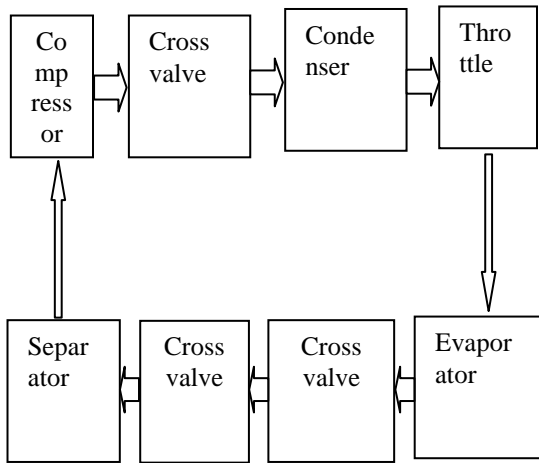 Co
mp
ress
or
Cross
valve
Conde
nser
Thro
ttle
Separ
ator
Cross
valve
Cross
valve
Evapor
ator